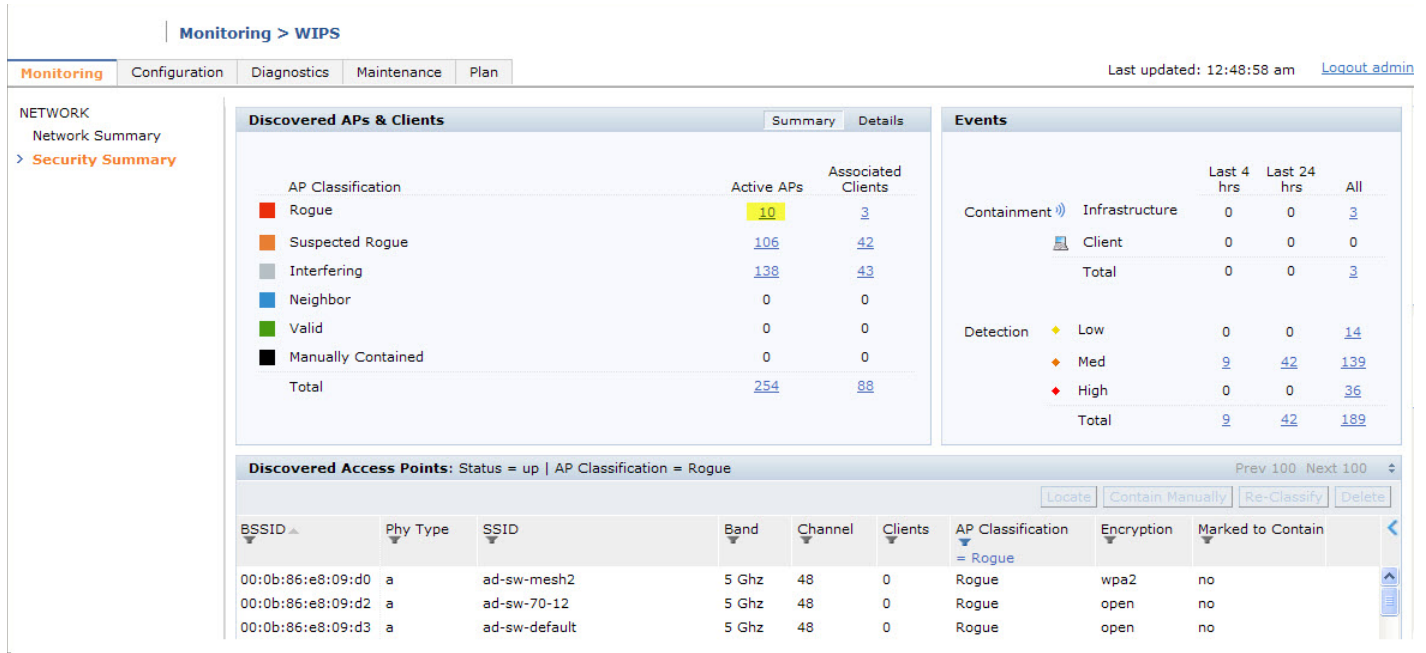 Monitoring > WIPS
Monitoring Configuration Diagnostics Maintenance Plan Last updated: 12:48:58 am Logout admin
NETWORK
Network Summary
> Security Summary
Discovered APs & Clients Summary Details
AP Classification Active APs Associated Clients
Rogue 10 3
Suspected Rogue 106 42
Interfering 138 43
Neighbor 0 0
Valid 0 0
Manually Contained 0 0
Total 254 88
Events
Last 4 hrs Last 24 hrs All
Containment Infrastructure 0 0 3
Client 0 0 0
Total 0 0 3
Detection Low 0 0 14
Med 9 42 139
High 0 0 36
Total 9 42 189
Discovered Access Points: Status = up | AP Classification = Rogue Prev 100 Next 100
Locate Contain Manually Re-Classify Delete
BSSID Phy Type SSID Band Channel Clients AP Classification Encryption Marked to Contain
= Rogue
00:0b:86:e8:09:d0 a ad-sw-mesh2 5 Ghz 48 0 Rogue wpa2 no
00:0b:86:e8:09:d2 a ad-sw-70-12 5 Ghz 48 0 Rogue open no
00:0b:86:e8:09:d3 a ad-sw-default 5 Ghz 48 0 Rogue open no